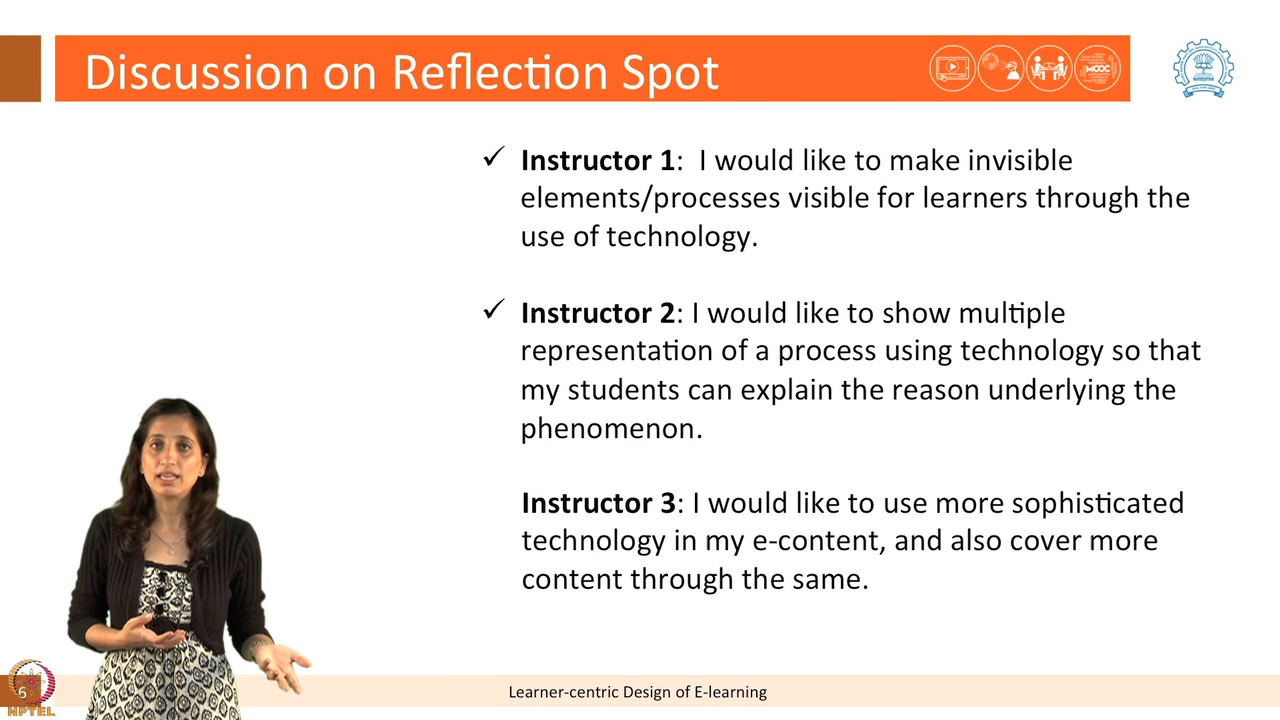 Discussion on Reflection Spot
MOOC
✓ Instructor 1: I would like to make invisible
elements/processes visible for learners through the
use of technology.
✓ Instructor 2: I would like to show multiple
representation of a process using technology so that
my students can explain the reason underlying the
phenomenon.
Instructor 3: I would like to use more sophisticated
technology in my e-content, and also cover more
content through the same.
6
NPTEL
Learner-centric Design of E-learning